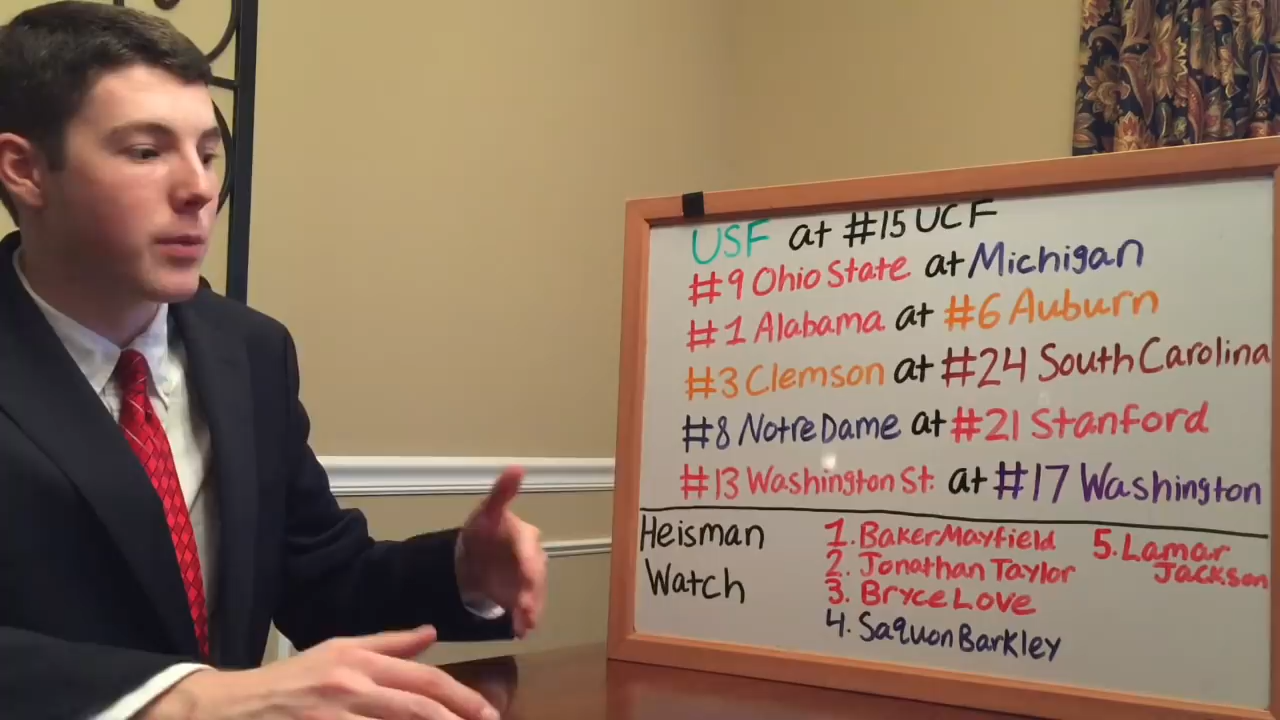 USF at #15 UCF
#9 Ohio State at Michigan
#1 Alabama at #6 Auburn
#3 Clemson at #24 South Carolina
#8 Notre Dame at #21 Stanford
#13 Washington St. at #17 Washington
Heisman Watch
1. Baker Mayfield
2. Jonathan Taylor
3. Bryce Love
4. Saquon Barkley
5. Lamar Jackson